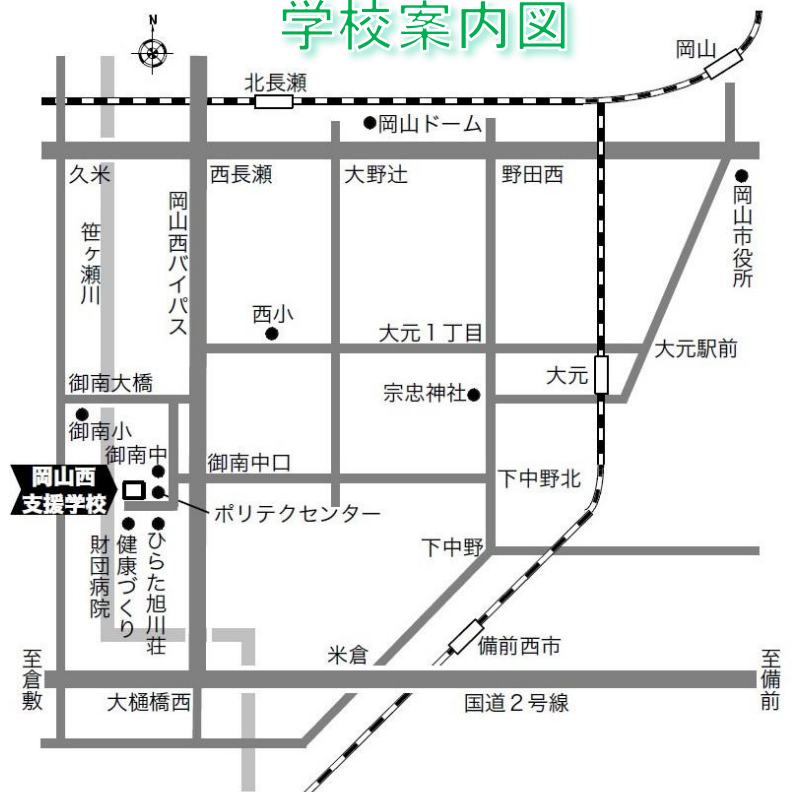 学校案内図
N
岡山
北長瀬
岡山ドーム
久米
西長瀬
大野辻
野田西
岡山市役所
岡山西バイパス
笹ヶ瀬川
西小
大元１丁目
大元駅前
御南大橋
大元
宗忠神社
御南小
御南中
御南中口
岡山西
支援学校
下中野北
ポリテクセンター
下中野
ひらた旭川荘
健康づくり
財団病院
米倉
備前西市
至倉敷
至備前
大樋橋西
国道２号線